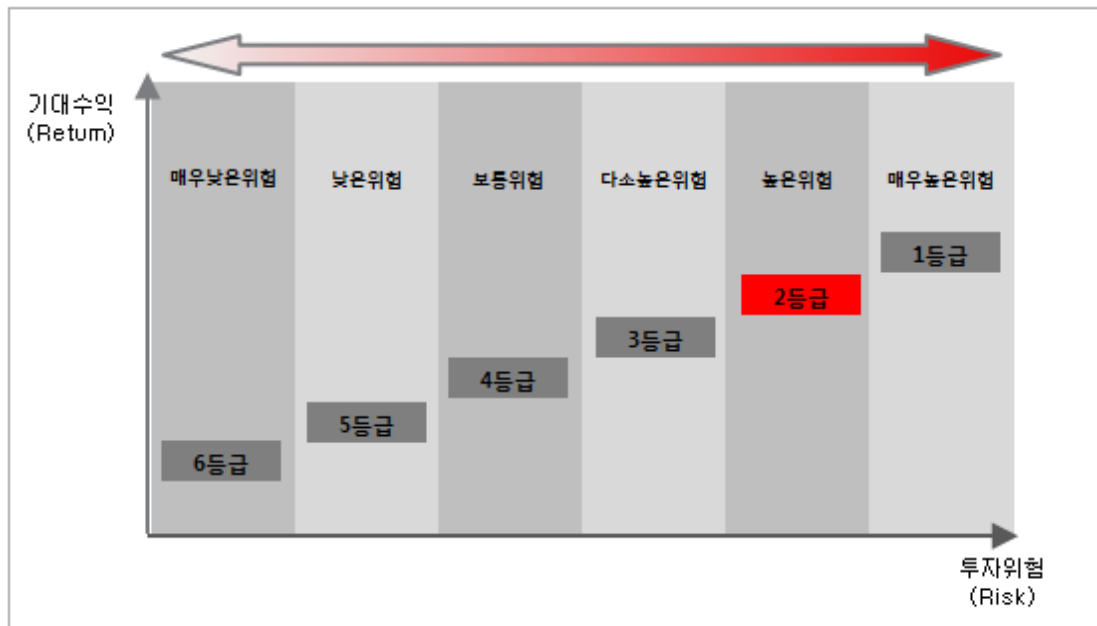 기대수익
(Retum)
매우낮은위험
낮은위험
보통위험
다소높은위험
높은위험
매우높은위험
1등급
2등급
3등급
4등급
5등급
6등급
투자위험
(Risk)